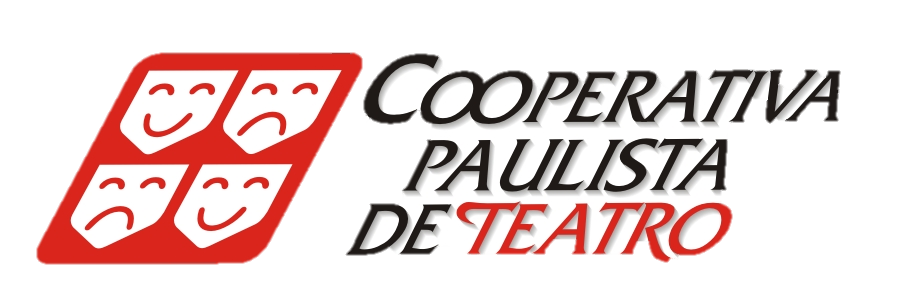 COOPERATIVA
PAULISTA
DE TEATRO